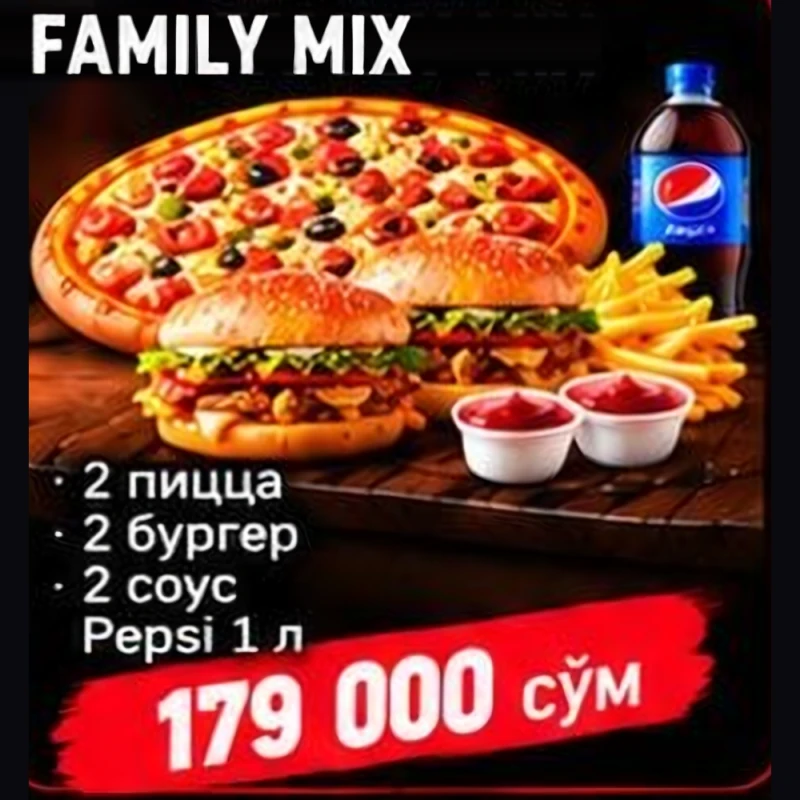 FAMILY MIX
· 2 пицца
· 2 бургер
· 2 соус
Pepsi 1 л
179 000 сўм